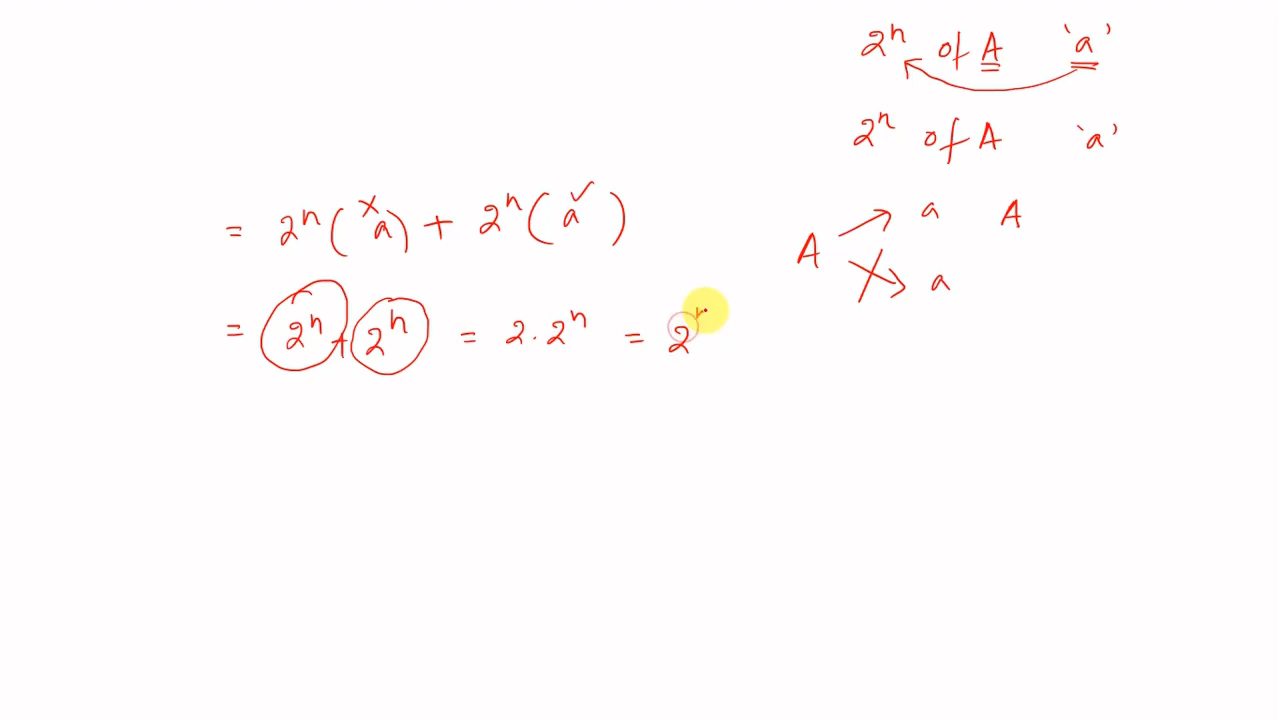 2ⁿ of A 'a'
2ⁿ of A 'a'
= 2ⁿ(a) + 2ⁿ(a)
A a A
a
= 2ⁿ + 2ⁿ = 2 . 2ⁿ = 2